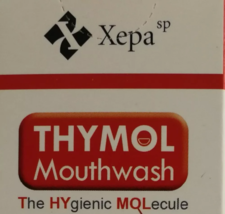 Xepa sp
THYMOL
Mouthwash
The HYgienic MOLecule